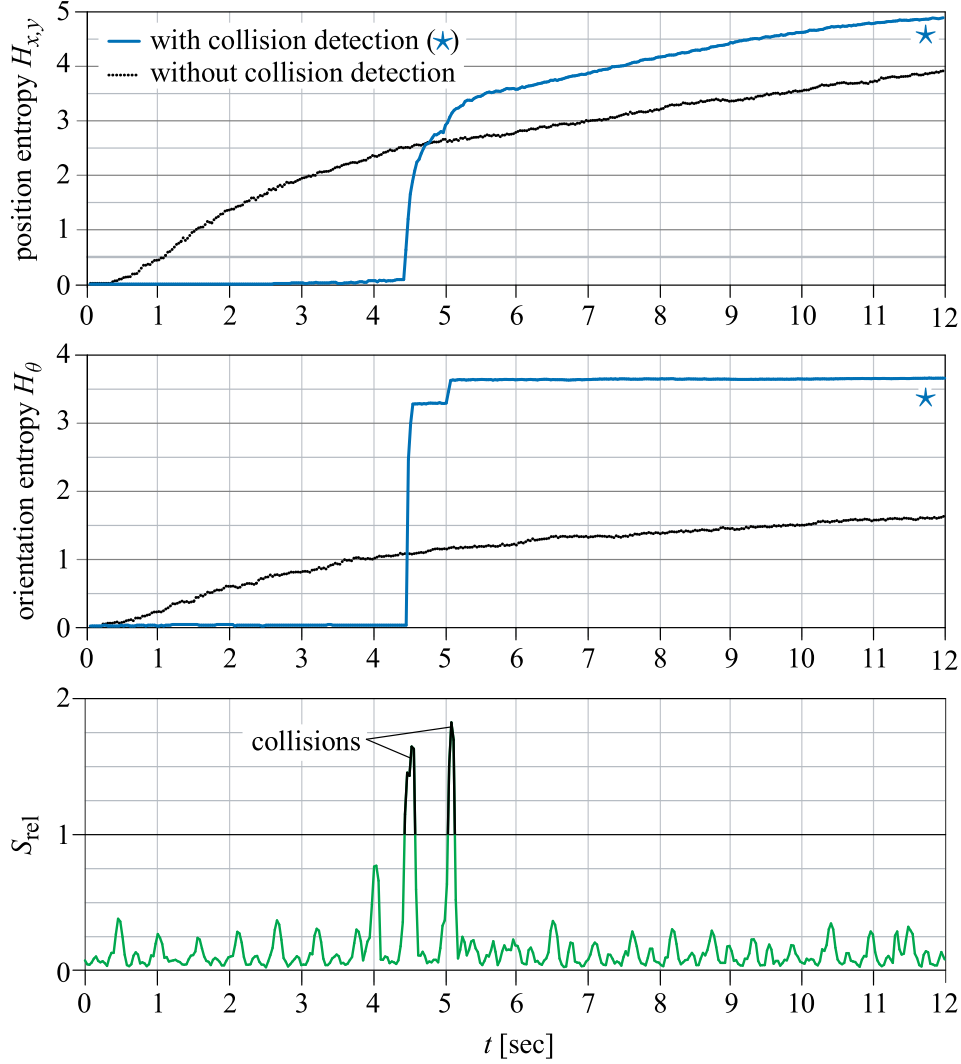 position entropy Hx,y
5
4
3
2
1
0
with collision detection (★)
without collision detection
★
0 1 2 3 4 5 6 7 8 9 10 11 12
orientation entropy Hθ
4
3
2
1
0
★
0 1 2 3 4 5 6 7 8 9 10 11 12
Srel
2
1
0
collisions
0 1 2 3 4 5 6 7 8 9 10 11 12
t [sec]